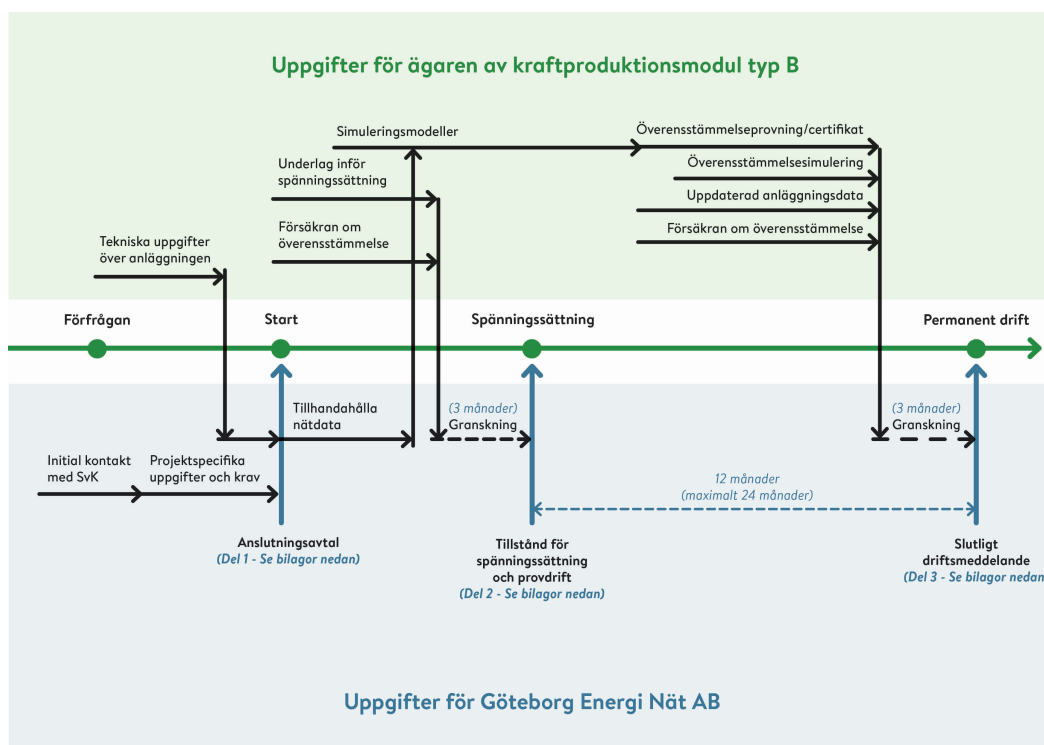 Uppgifter för ägaren av kraftproduktionsmodul typ B
Simuleringsmodeller
Överensstämmelseprovning/certifikat
Underlag inför
spänningssättning
Överensstämmelsesimulering
Uppdaterad anläggningsdata
Försäkran om
överensstämmelse
Försäkran om överensstämmelse
Tekniska uppgifter
över anläggningen
Förfrågan
Start
Spänningssättning
Permanent drift
Tillhandahålla
nätdata
(3 månader)
Granskning
(3 månader)
Granskning
Initial kontakt
med SvK
Projektspecifika
uppgifter och krav
12 månader
(maximalt 24 månader)
Anslutningsavtal
(Del 1 - Se bilagor nedan)
Tillstånd för
spänningssättning
och provdrift
(Del 2 - Se bilagor nedan)
Slutligt
driftsmeddelande
(Del 3 - Se bilagor nedan
Uppgifter för Göteborg Energi Nät AB